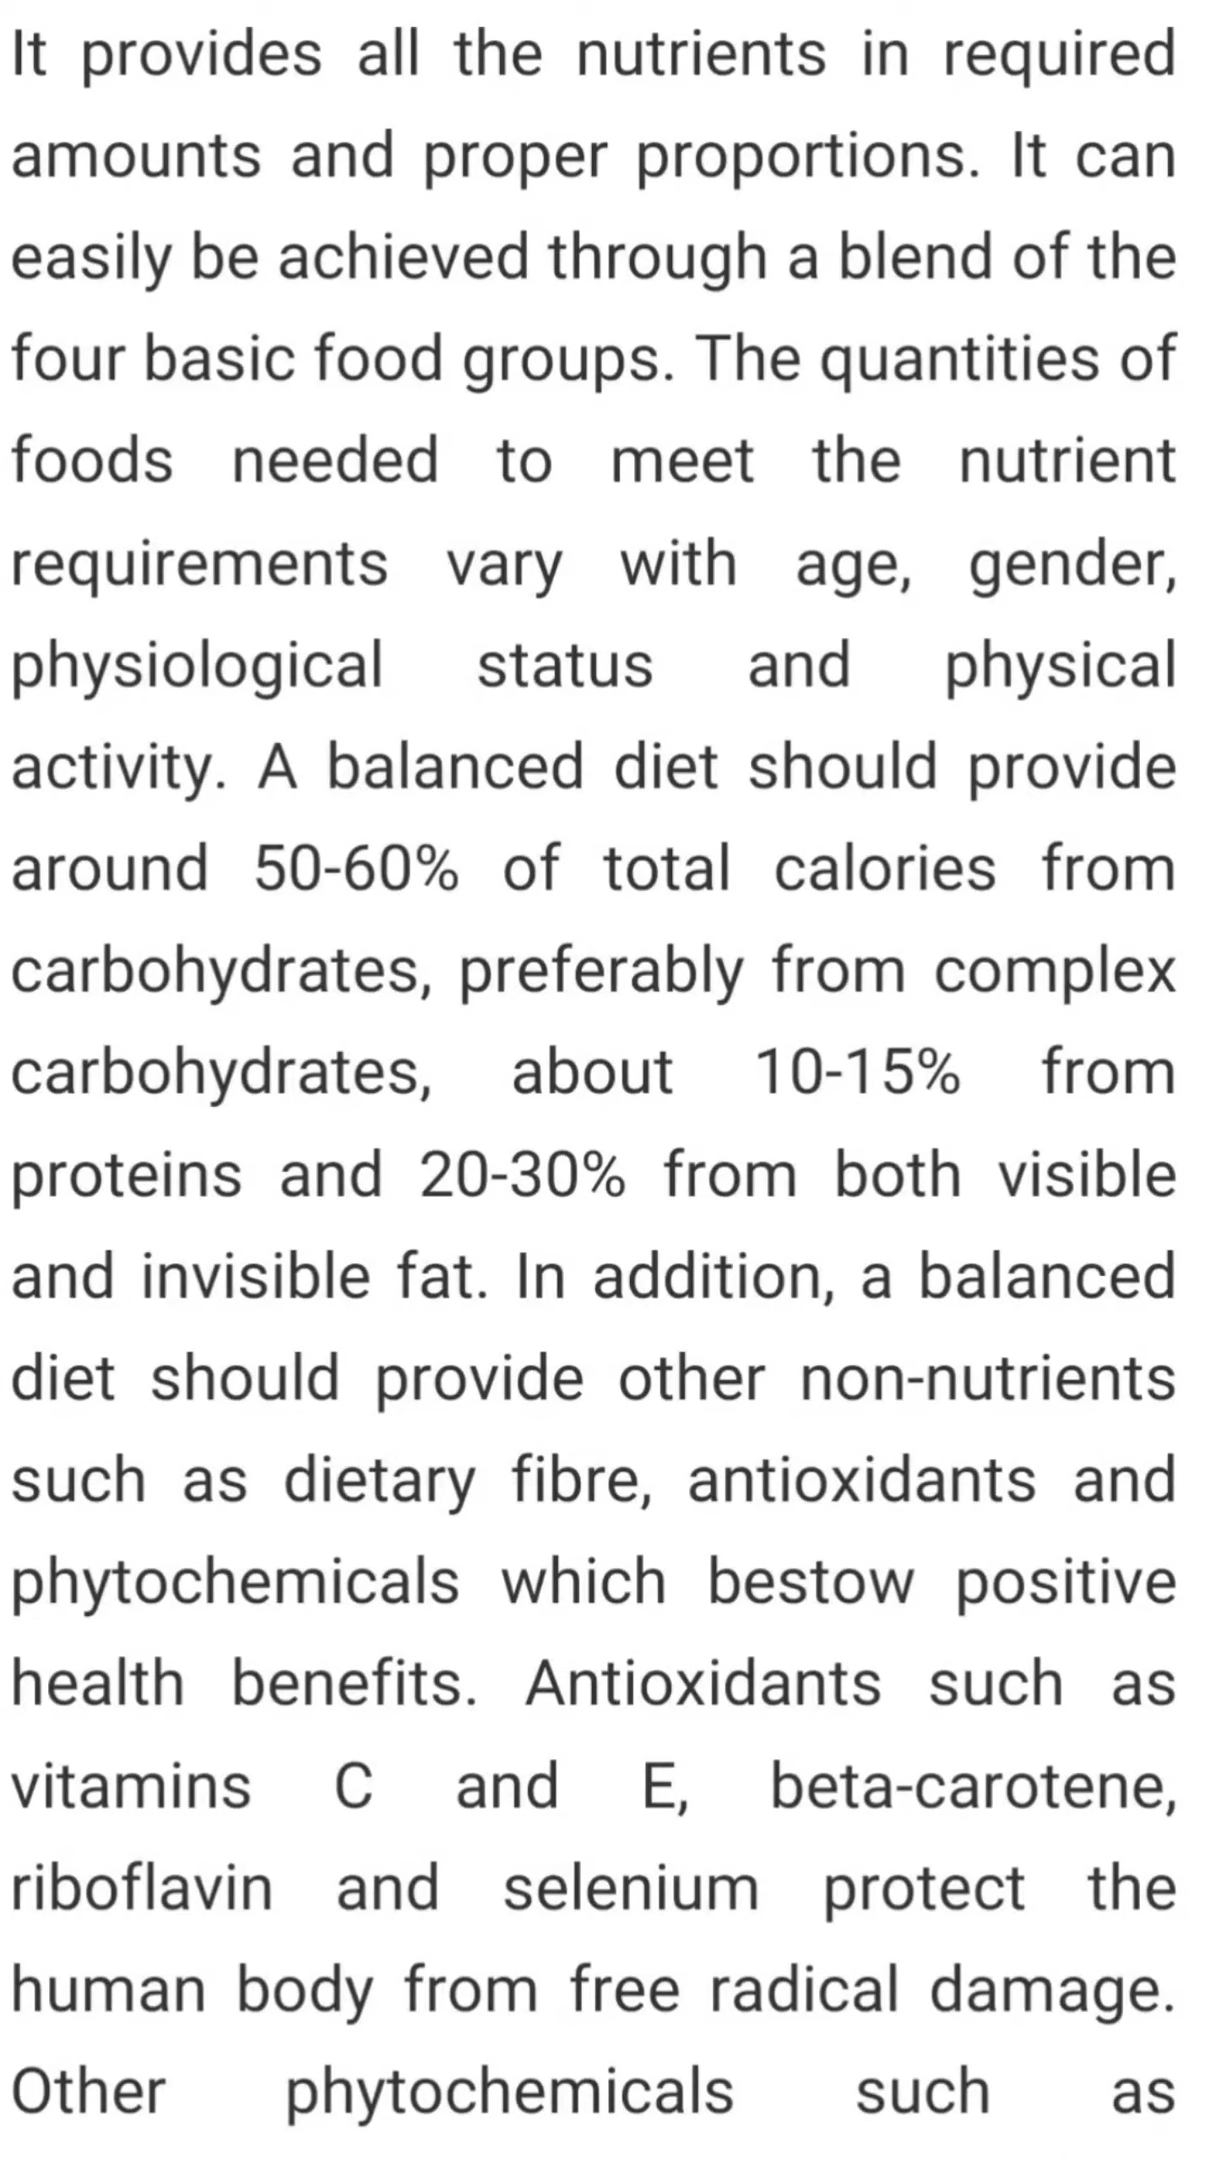 It provides all the nutrients in required
amounts and proper proportions. It can
easily be achieved through a blend of the
four basic food groups. The quantities of
foods needed to meet the nutrient
requirements vary with age, gender,
physiological status and physical
activity. A balanced diet should provide
around 50-60% of total calories from
carbohydrates, preferably from complex
carbohydrates, about 10-15% from
proteins and 20-30% from both visible
and invisible fat. In addition, a balanced
diet should provide other non-nutrients
such as dietary fibre, antioxidants and
phytochemicals which bestow positive
health benefits. Antioxidants such as
vitamins C and E, beta-carotene,
riboflavin and selenium protect the
human body from free radical damage.
Other phytochemicals such as